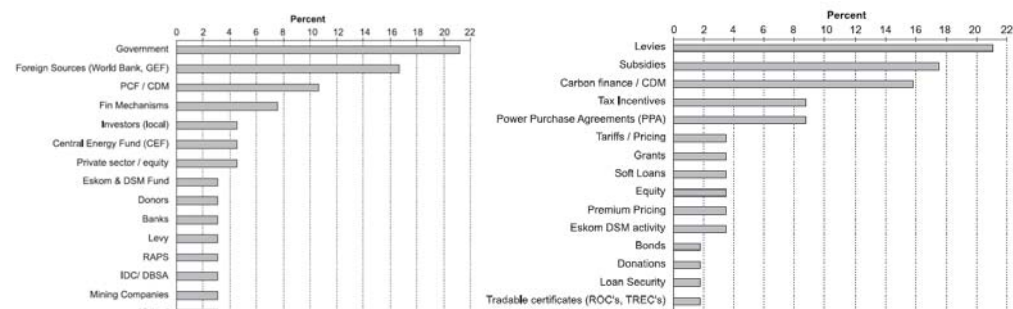 Percent
0 2 4 6 8 10 12 14 16 18 20 22
Government
Foreign Sources (World Bank, GEF)
PCF / CDM
Fin Mechanisms
Investors (local)
Central Energy Fund (CEF)
Private sector / equity
Eskom & DSM Fund
Donors
Banks
Levy
RAPS
IDC/ DBSA
Mining Companies
Percent
0 2 4 6 8 10 12 14 16 18 20 22
Levies
Subsidies
Carbon finance / CDM
Tax Incentives
Power Purchase Agreements (PPA)
Tariffs / Pricing
Grants
Soft Loans
Equity
Premium Pricing
Eskom DSM activity
Bonds
Donations
Loan Security
Tradable certificates (ROC's, TREC's)